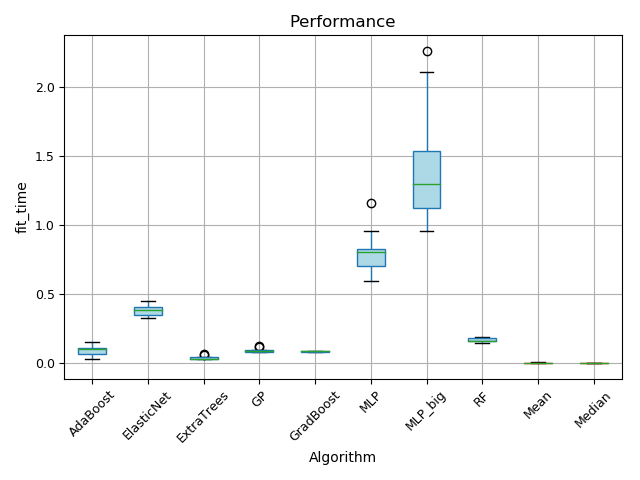 Performance
fit_time
2.0
1.5
1.0
0.5
0.0
AdaBoost
ElasticNet
ExtraTrees
GP
GradBoost
MLP
MLP_big
RF
Mean
Median
Algorithm